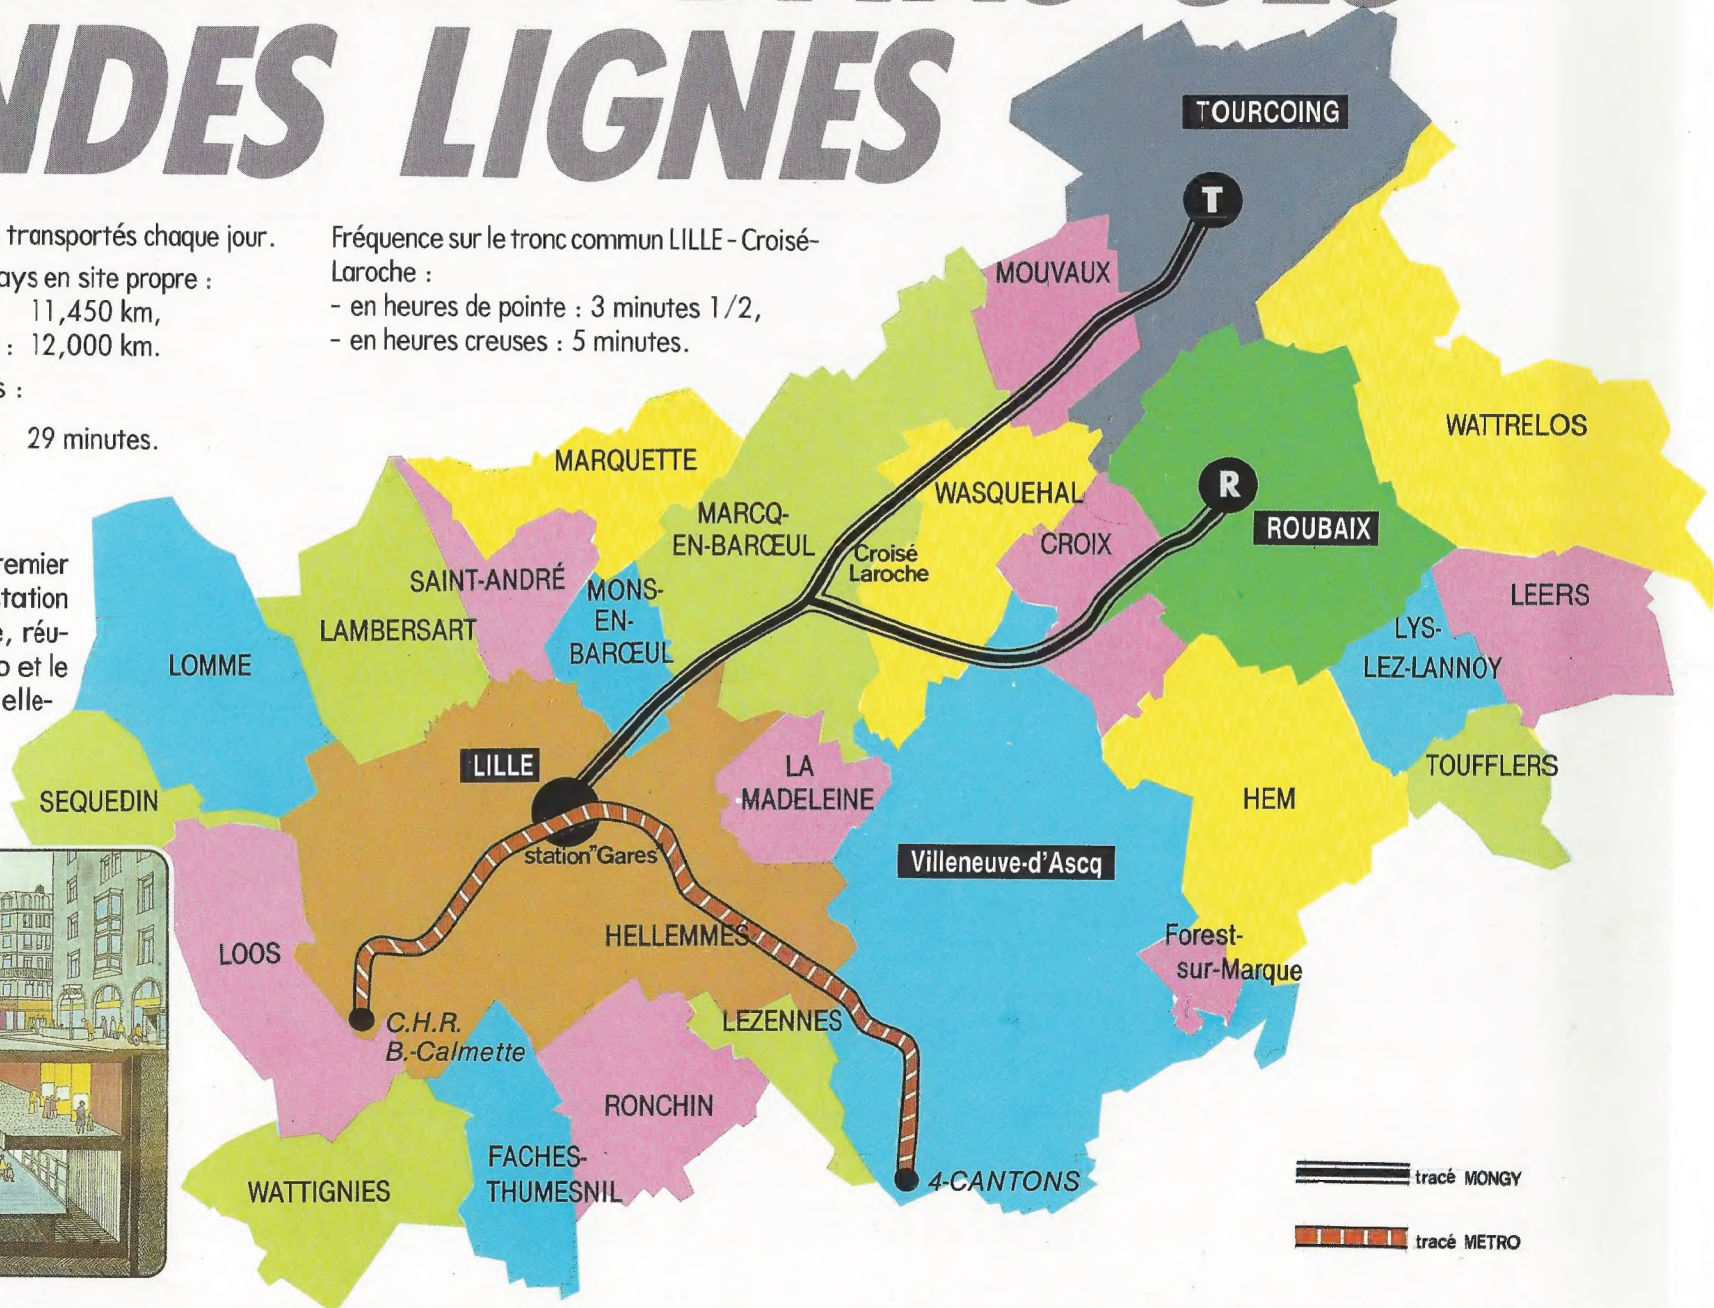 NDES LIGNES
transportés chaque jour.
ays en site propre :
11,450 km,
: 12,000 km.
s :
29 minutes.
Fréquence sur le tronc commun LILLE - Croisé-
Laroche :
- en heures de pointe : 3 minutes 1/2,
- en heures creuses : 5 minutes.
remier
tation
e, réu-
o et le
elle-
TOURCOING
T
MOUVAUX
WATTRELOS
MARQUETTE
WASQUEHAL
R
ROUBAIX
MARCQ-
EN-BARŒUL
CROIX
Croisé
Laroche
SAINT-ANDRÉ
MONS-
EN-
BARŒUL
LEERS
LAMBERSART
LYS-
LEZ-LANNOY
LOMME
LILLE
LA
MADELEINE
TOUFFLERS
SEQUEDIN
HEM
station "Gares"
Villeneuve-d'Ascq
HELLEMMES
LOOS
Forest-
sur-Marque
C.H.R.
B.-Calmette
LEZENNES
RONCHIN
FACHES-
THUMESNIL
WATTIGNIES
4-CANTONS
tracé MONGY
tracé METRO